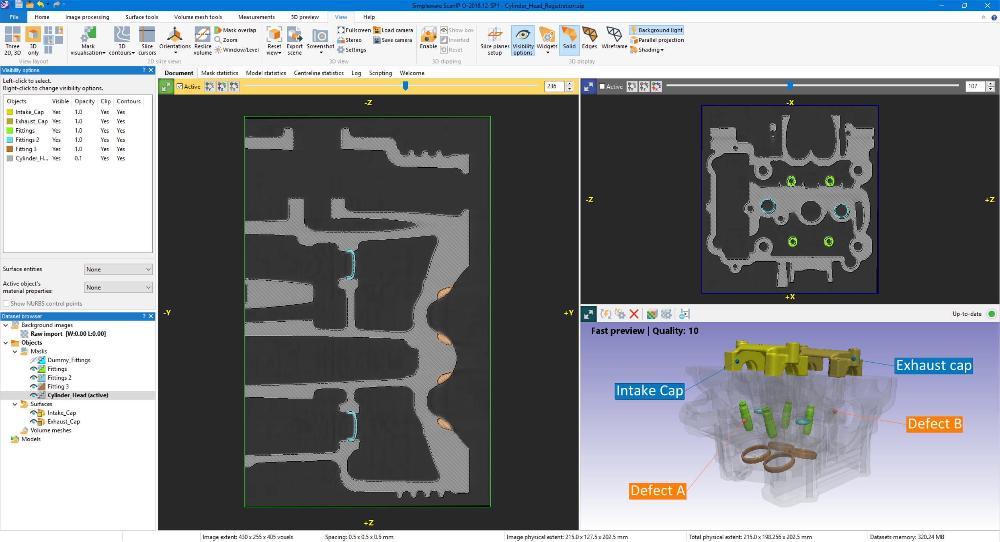 Simpleware ScanIP O-2018.12-SP1 - Cylinder_Head_Registration.sip
File Home Image processing Surface tools Volume mesh tools Measurements 3D preview View Help
Three 2D, 3D
3D only
View layout
Mask visualisation
3D contours
Slice cursors
Orientations
Reslice volume
Mask overlap
Zoom
Window/Level
2D slice views
Reset view
Export scene
Screenshot
Fullscreen
Stereo
Settings
Load camera
Save camera
3D view
Enable
Show box
Inverted
Reset
3D clipping
Slice planes setup
Visibility options
Widgets
Solid
Edges
Wireframe
Background light
Parallel projection
Shading
3D display
Visibility options ?
Left-click to select.
Right-click to change visibility options.
Objects Visible Opacity Clip Contours
Intake_Cap Yes 1.0 Yes Yes
Exhaust_Cap Yes 1.0 Yes Yes
Fittings Yes 1.0 Yes Yes
Fittings 2 Yes 1.0 Yes Yes
Fitting 3 Yes 1.0 Yes Yes
Cylinder_H... Yes 0.1 Yes Yes
Surface entities None
Active object's
material properties: None
Show NURBS control points
Dataset browser ?
Background images
Raw import [W:0.00 L:0.00]
Objects
Masks
Dummy_Fittings
Fittings
Fittings 2
Fitting 3
Cylinder_Head (active)
Surfaces
Intake_Cap
Exhaust_Cap
Volume meshes
Models
Document Mask statistics Model statistics Centreline statistics Log Scripting Welcome
Active 236
-Z
-Y
+Y
+Z
Active 107
-X
-Z
+Z
+X
Up-to-date
Fast preview | Quality: 10
Exhaust cap
Intake Cap
Defect B
Defect A
Image extent: 430 x 255 x 405 voxels
Spacing: 0.5 x 0.5 x 0.5 mm
Image physical extent: 215.0 x 127.5 x 202.5 mm
Total physical extent: 215.0 x 198.256 x 202.5 mm
Datasets memory: 320.24 MB